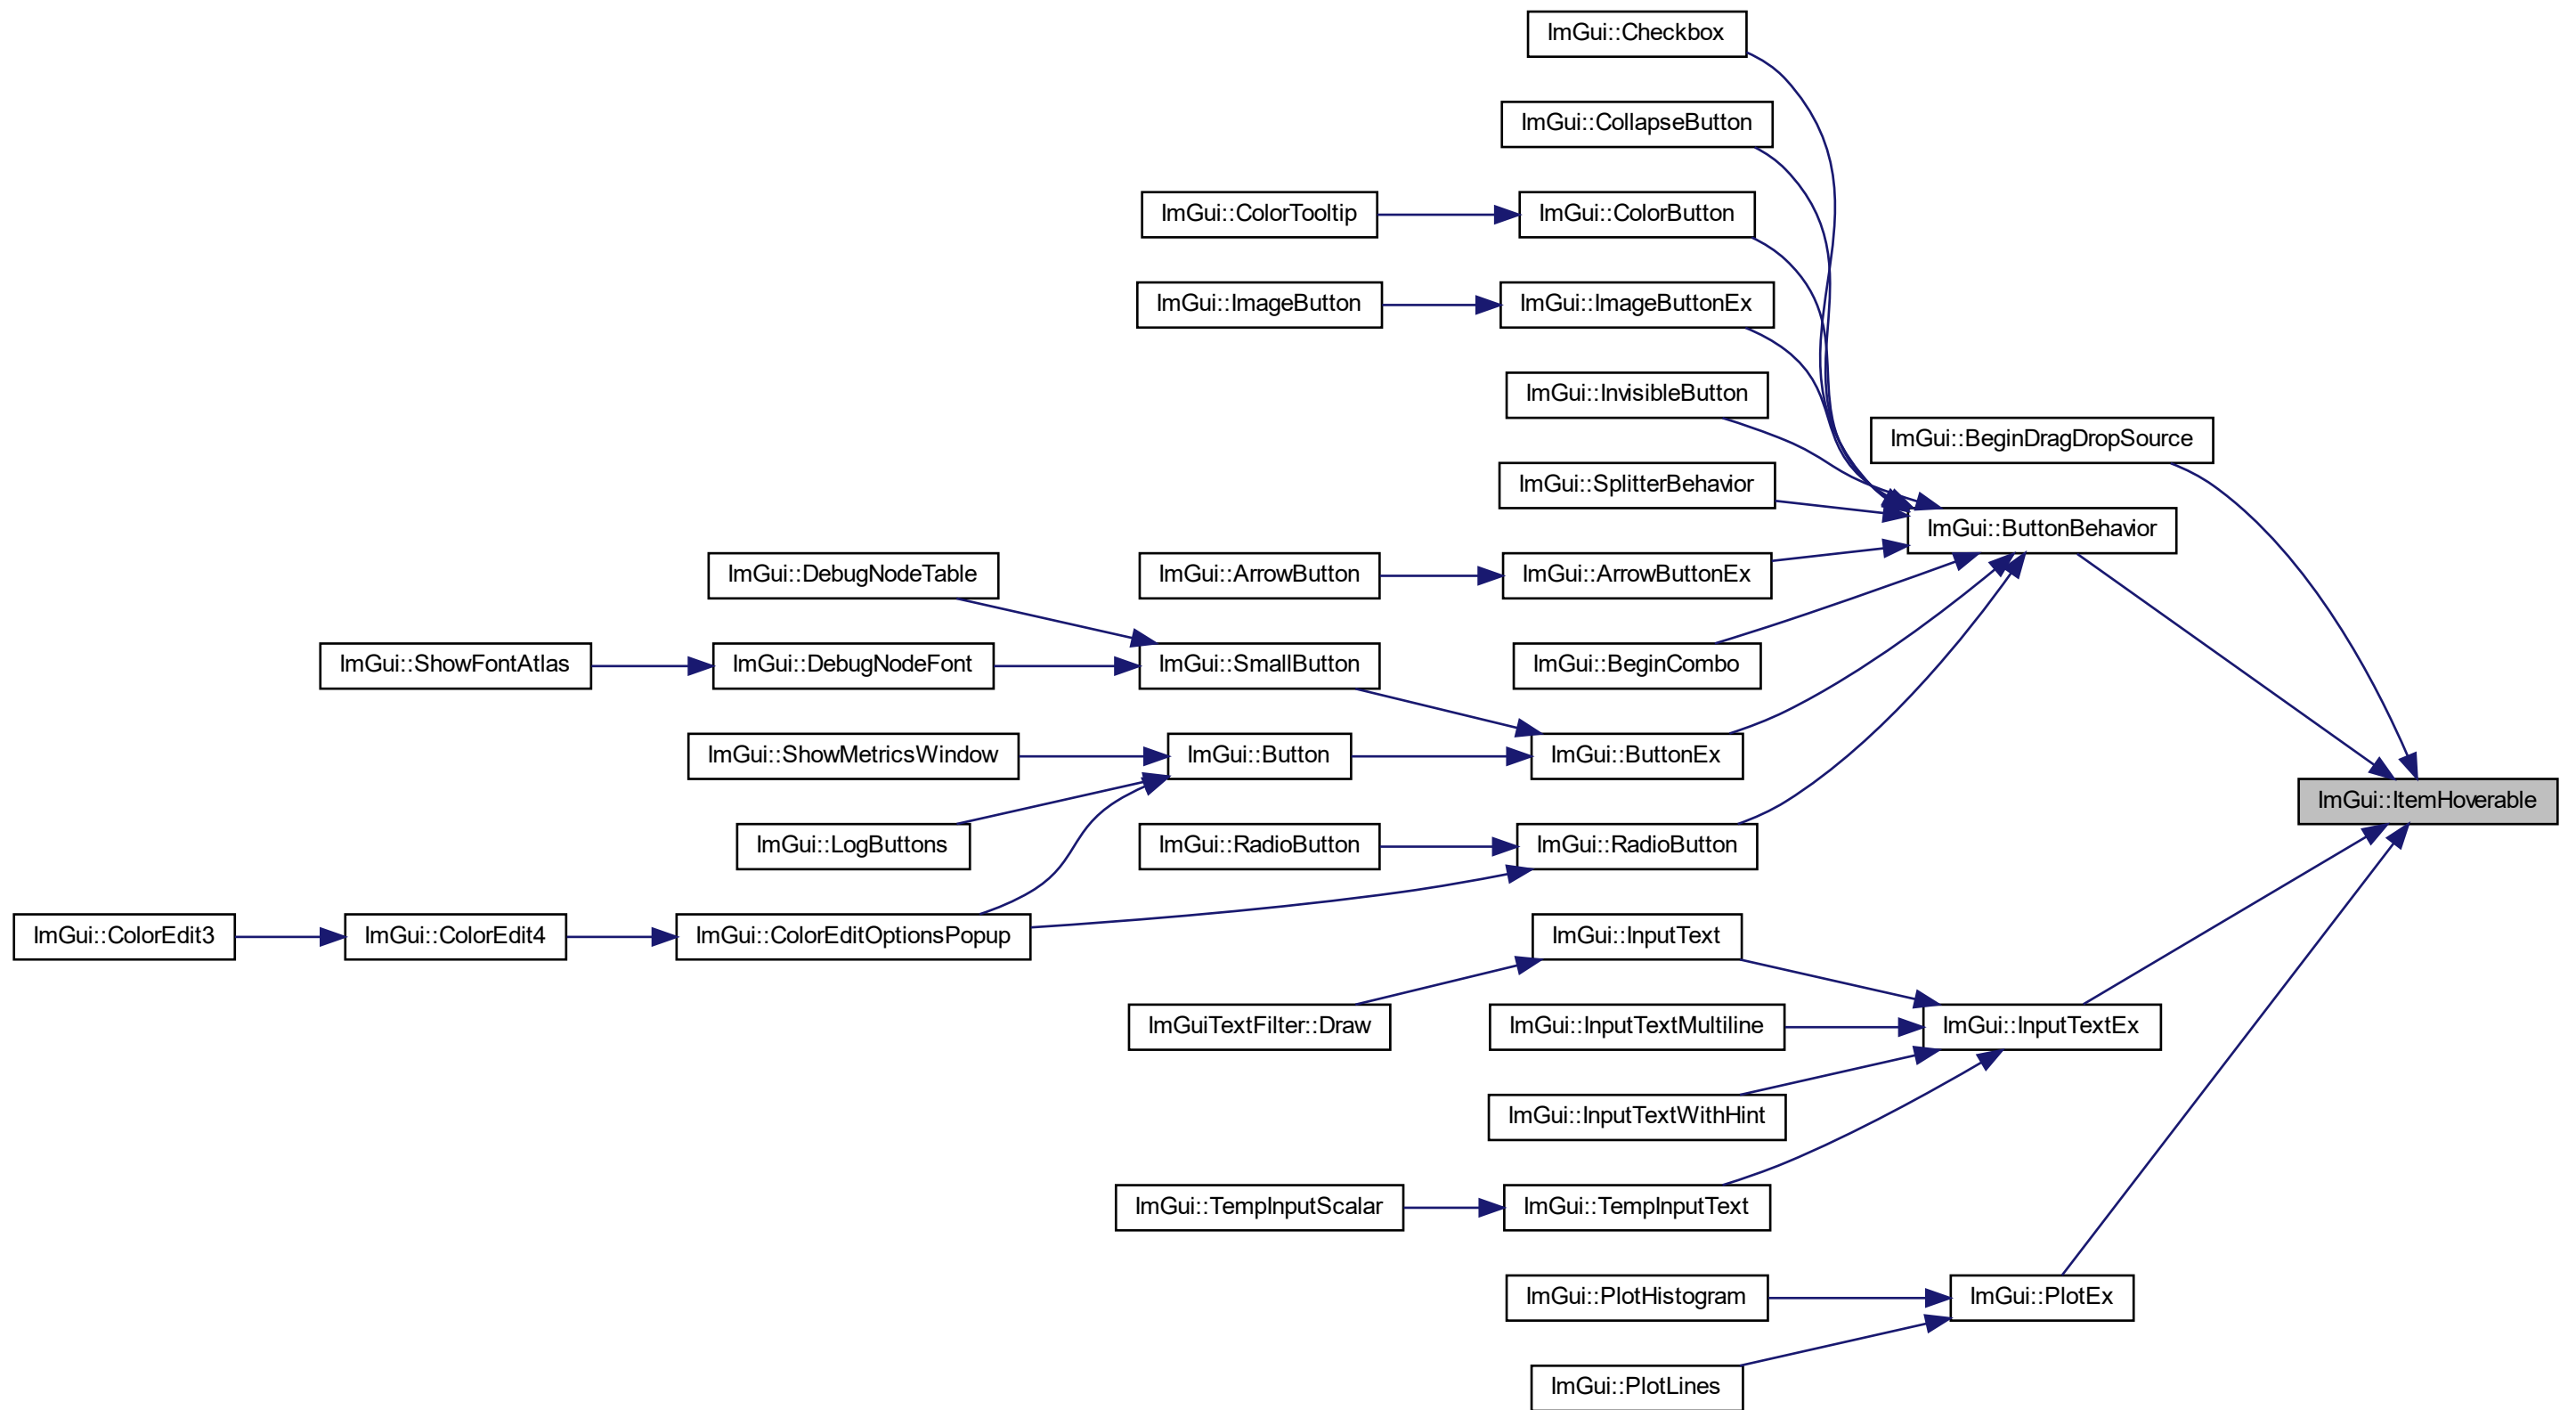 ImGui::Checkbox
ImGui::CollapseButton
ImGui::ColorTooltip
ImGui::ColorButton
ImGui::ImageButton
ImGui::ImageButtonEx
ImGui::InvisibleButton
ImGui::BeginDragDropSource
ImGui::SplitterBehavior
ImGui::ButtonBehavior
ImGui::DebugNodeTable
ImGui::ArrowButton
ImGui::ArrowButtonEx
ImGui::ShowFontAtlas
ImGui::DebugNodeFont
ImGui::SmallButton
ImGui::BeginCombo
ImGui::ShowMetricsWindow
ImGui::Button
ImGui::ButtonEx
ImGui::ItemHoverable
ImGui::LogButtons
ImGui::RadioButton
ImGui::RadioButton
ImGui::ColorEdit3
ImGui::ColorEdit4
ImGui::ColorEditOptionsPopup
ImGui::InputText
ImGuiTextFilter::Draw
ImGui::InputTextMultiline
ImGui::InputTextEx
ImGui::InputTextWithHint
ImGui::TempInputScalar
ImGui::TempInputText
ImGui::PlotHistogram
ImGui::PlotEx
ImGui::PlotLines